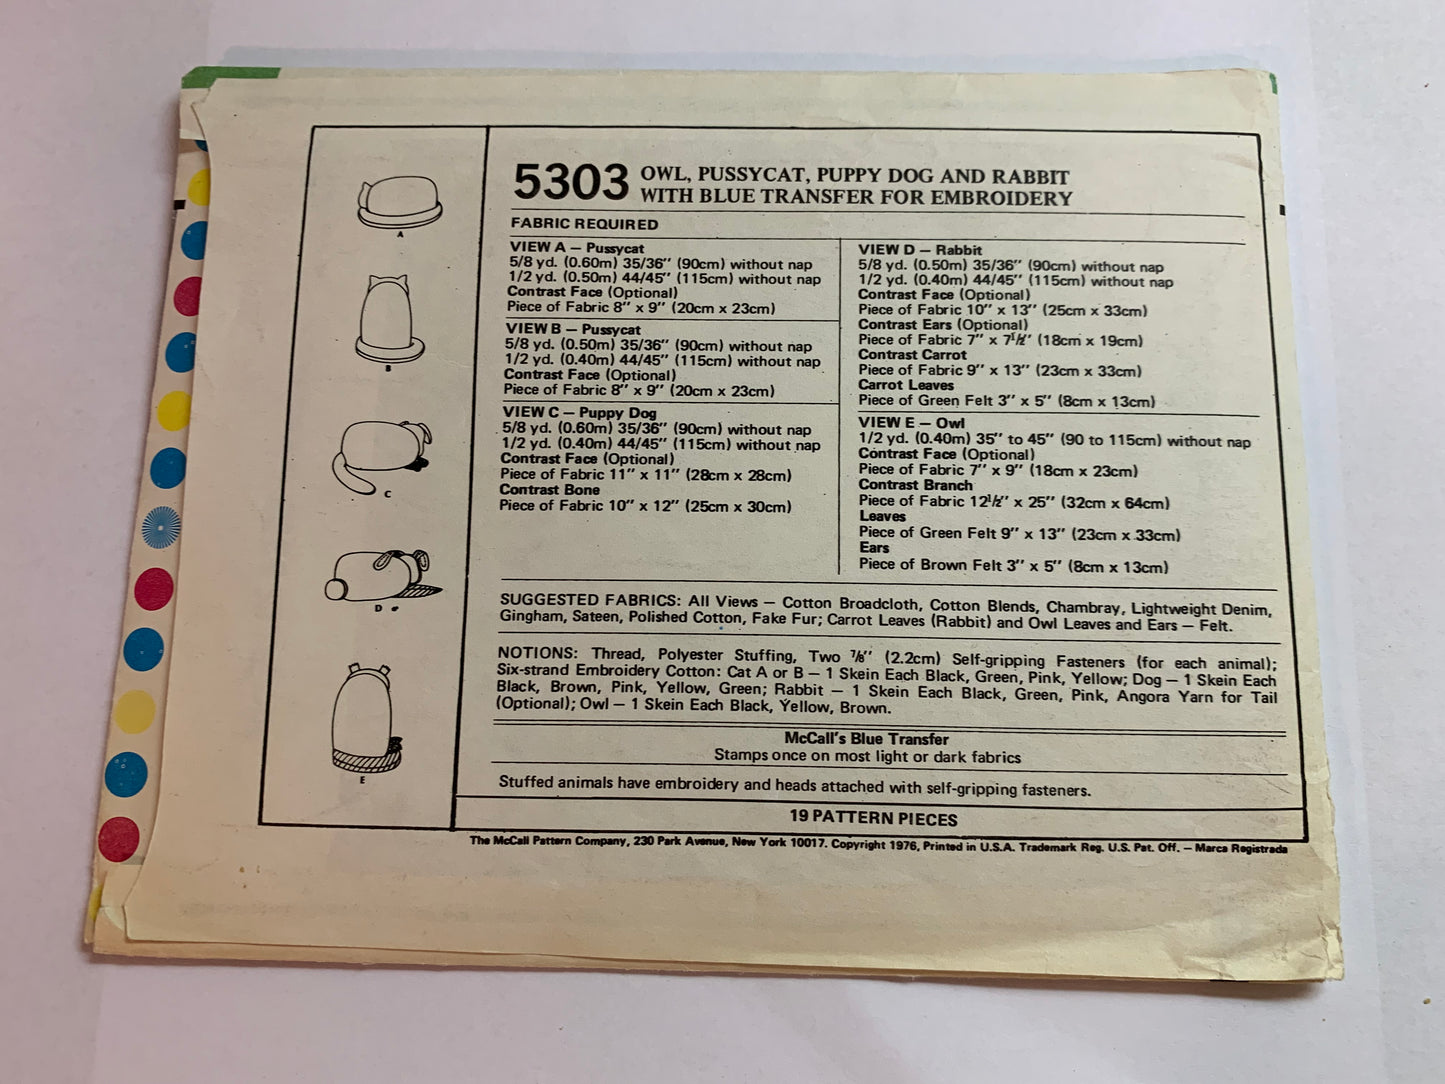 5303 OWL, PUSSYCAT, PUPPY DOG AND RABBIT
WITH BLUE TRANSFER FOR EMBROIDERY
FABRIC REQUIRED
VIEW A — Pussycat
5/8 yd. (0.60m) 35/36″ (90cm) without nap
1/2 yd. (0.50m) 44/45″ (115cm) without nap
Contrast Face (Optional)
Piece of Fabric 8″ x 9″ (20cm x 23cm)
VIEW B — Pussycat
5/8 yd. (0.50m) 35/36″ (90cm) without nap
1/2 yd. (0.40m) 44/45″ (115cm) without nap
Contrast Face (Optional)
Piece of Fabric 8″ x 9″ (20cm x 23cm)
VIEW C — Puppy Dog
5/8 yd. (0.60m) 35/36″ (90cm) without nap
1/2 yd. (0.40m) 44/45″ (115cm) without nap
Contrast Face (Optional)
Piece of Fabric 11″ x 11″ (28cm x 28cm)
Contrast Bone
Piece of Fabric 10″ x 12″ (25cm x 30cm)
VIEW D — Rabbit
5/8 yd. (0.50m) 35/36″ (90cm) without nap
1/2 yd. (0.40m) 44/45″ (115cm) without nap
Contrast Face (Optional)
Piece of Fabric 10″ x 13″ (25cm x 33cm)
Contrast Ears (Optional)
Piece of Fabric 7″ x 7½″ (18cm x 19cm)
Contrast Carrot
Piece of Fabric 9″ x 13″ (23cm x 33cm)
Carrot Leaves
Piece of Green Felt 3″ x 5″ (8cm x 13cm)
VIEW E — Owl
1/2 yd. (0.40m) 35″ to 45″ (90 to 115cm) without nap
Contrast Face (Optional)
Piece of Fabric 7″ x 9″ (18cm x 23cm)
Contrast Branch
Piece of Fabric 12½″ x 25″ (32cm x 64cm)
Leaves
Piece of Green Felt 9″ x 13″ (23cm x 33cm)
Ears
Piece of Brown Felt 3″ x 5″ (8cm x 13cm)
SUGGESTED FABRICS: All Views — Cotton Broadcloth, Cotton Blends, Chambray, Lightweight Denim,
Gingham, Sateen, Polished Cotton, Fake Fur; Carrot Leaves (Rabbit) and Owl Leaves and Ears — Felt.
NOTIONS: Thread, Polyester Stuffing, Two ⅞″ (2.2cm) Self-gripping Fasteners (for each animal);
Six-strand Embroidery Cotton: Cat A or B — 1 Skein Each Black, Green, Pink, Yellow; Dog — 1 Skein Each
Black, Brown, Pink, Yellow, Green; Rabbit — 1 Skein Each Black, Green, Pink, Angora Yarn for Tail
(Optional); Owl — 1 Skein Each Black, Yellow, Brown.
McCall's Blue Transfer
Stamps once on most light or dark fabrics
Stuffed animals have embroidery and heads attached with self-gripping fasteners.
19 PATTERN PIECES
The McCall Pattern Company, 230 Park Avenue, New York 10017. Copyright 1976, Printed in U.S.A. Trademark Reg. U.S. Pat. Off. — Marca Registrada
A
B
C
D
E